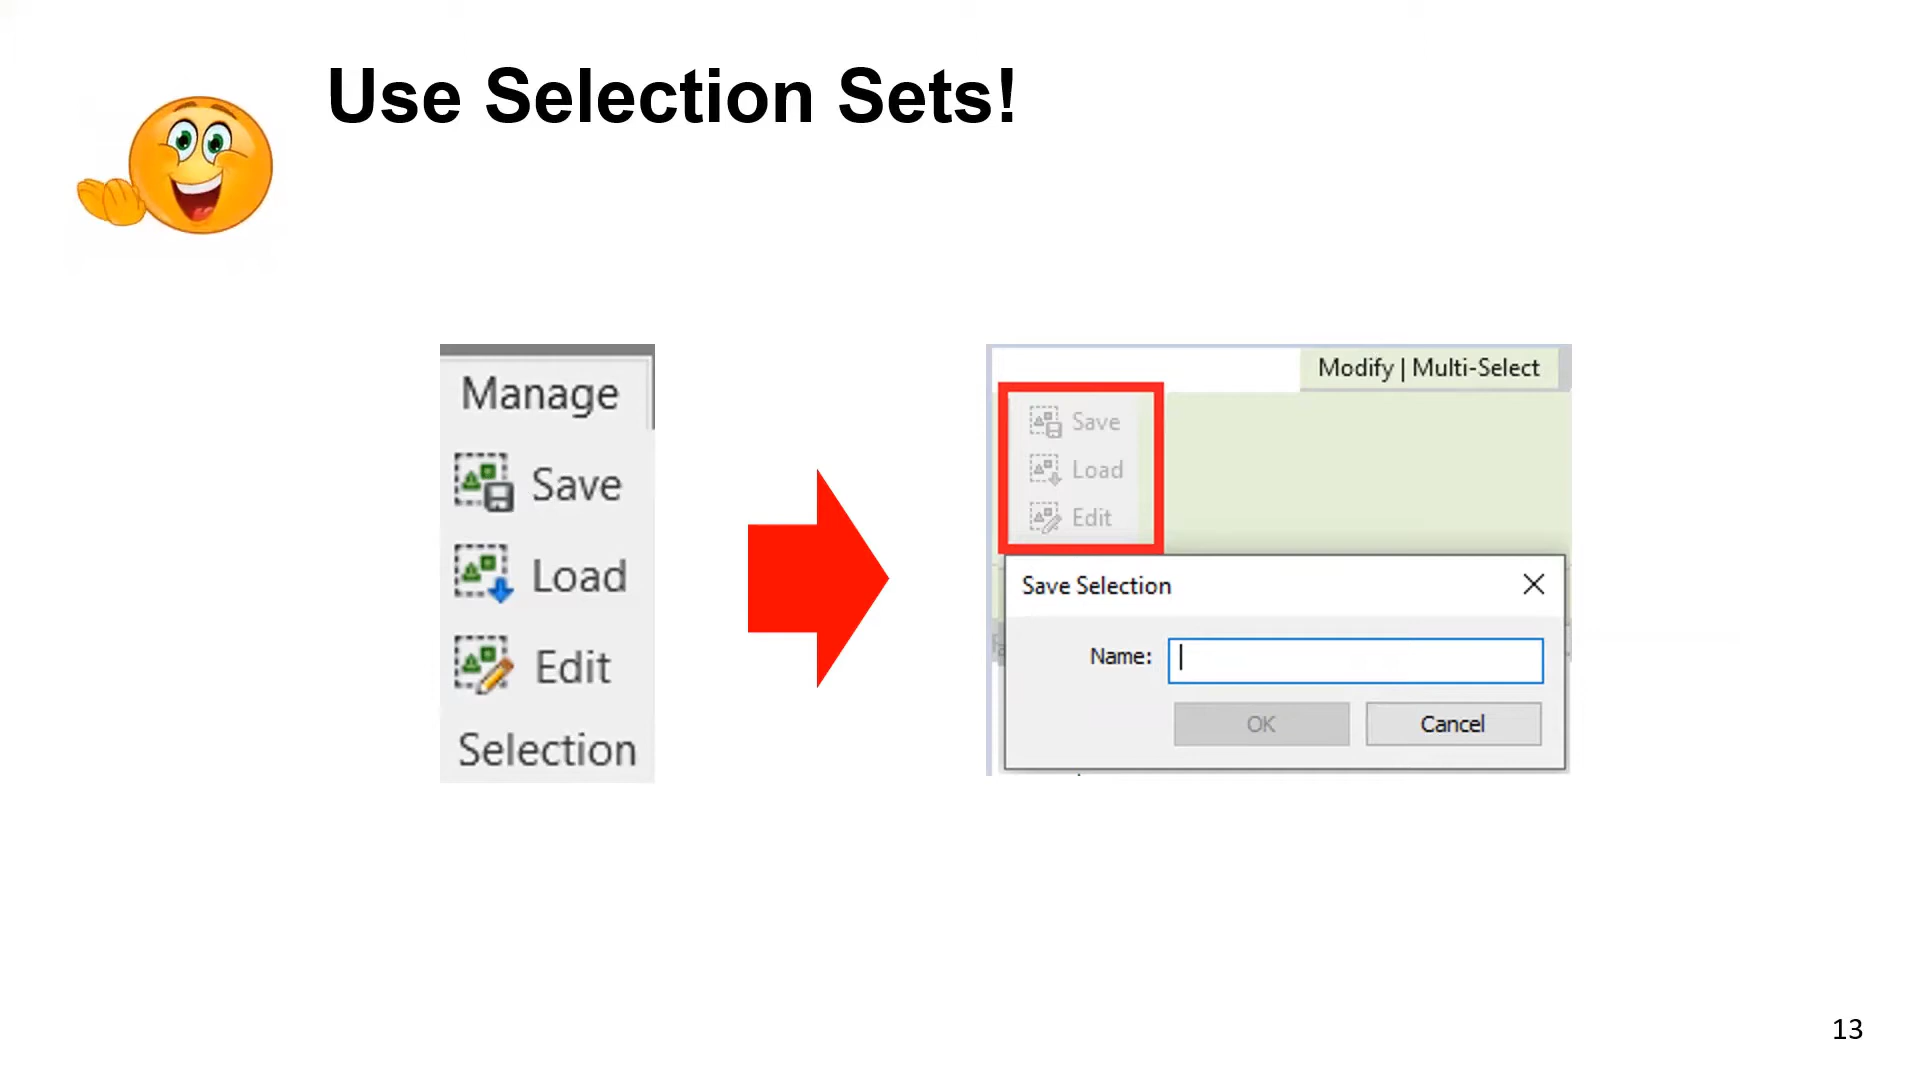 Use Selection Sets!
Manage
Save
Load
Edit
Selection
Modify | Multi-Select
Save
Load
Edit
Save Selection
Name:
OK
Cancel
13